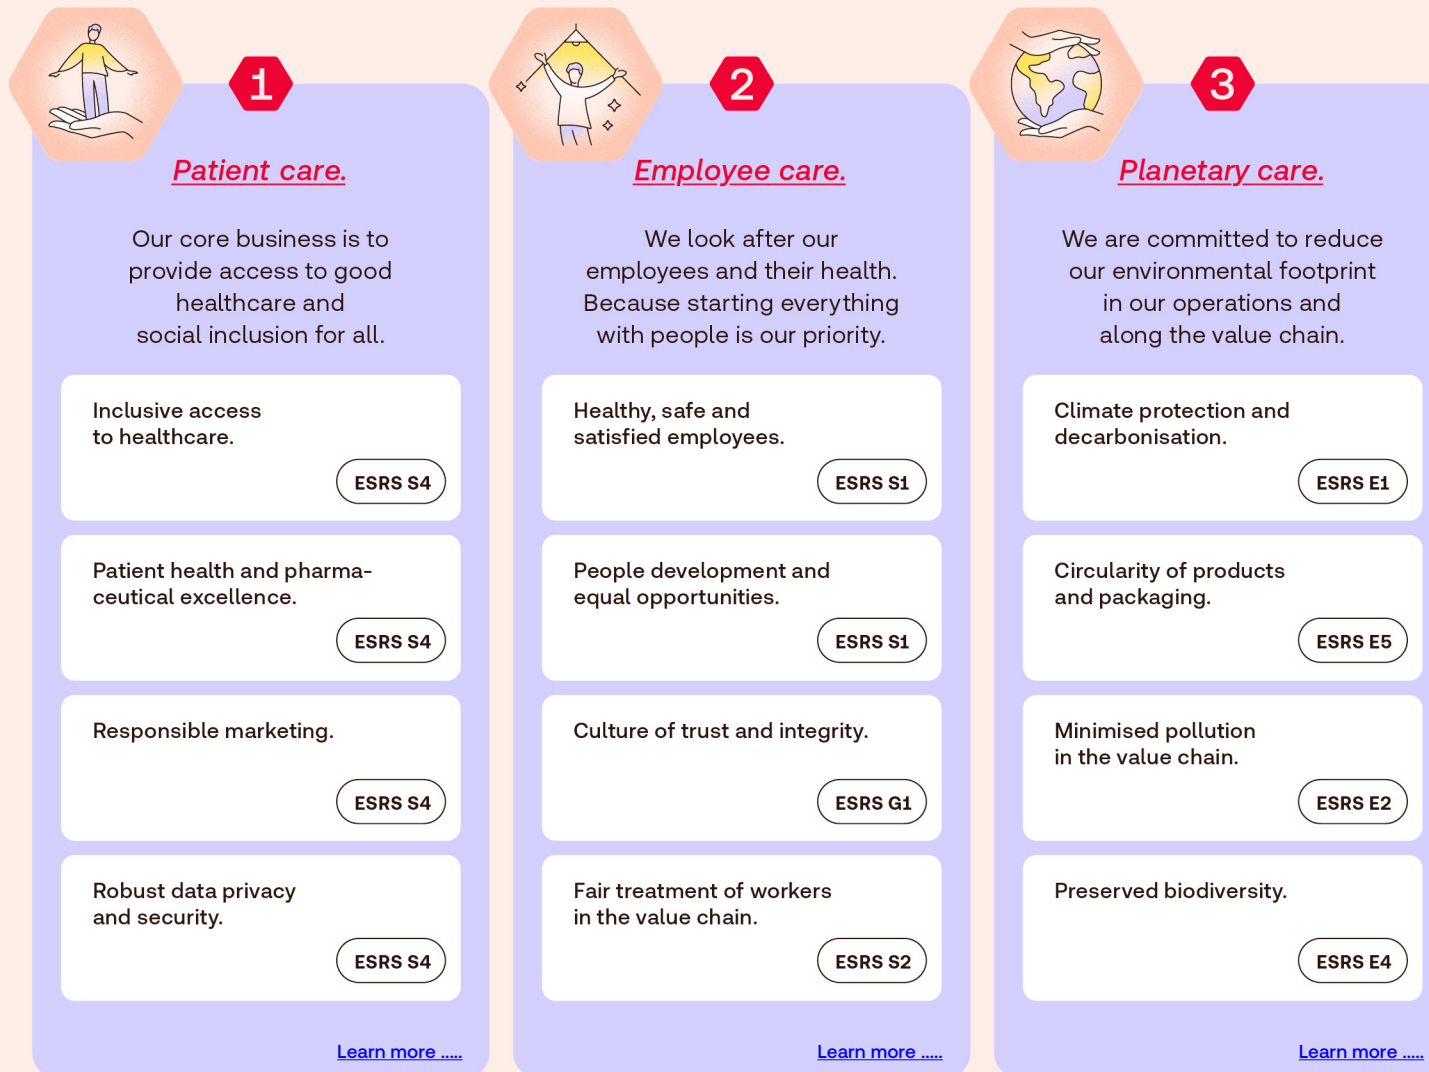 1
Patient care.
Our core business is to
provide access to good
healthcare and
social inclusion for all.
Inclusive access
to healthcare.
ESRS S4
Patient health and pharma-
ceutical excellence.
ESRS S4
Responsible marketing.
ESRS S4
Robust data privacy
and security.
ESRS S4
Learn more .....
2
Employee care.
We look after our
employees and their health.
Because starting everything
with people is our priority.
Healthy, safe and
satisfied employees.
ESRS S1
People development and
equal opportunities.
ESRS S1
Culture of trust and integrity.
ESRS G1
Fair treatment of workers
in the value chain.
ESRS S2
Learn more .....
3
Planetary care.
We are committed to reduce
our environmental footprint
in our operations and
along the value chain.
Climate protection and
decarbonisation.
ESRS E1
Circularity of products
and packaging.
ESRS E5
Minimised pollution
in the value chain.
ESRS E2
Preserved biodiversity.
ESRS E4
Learn more .....